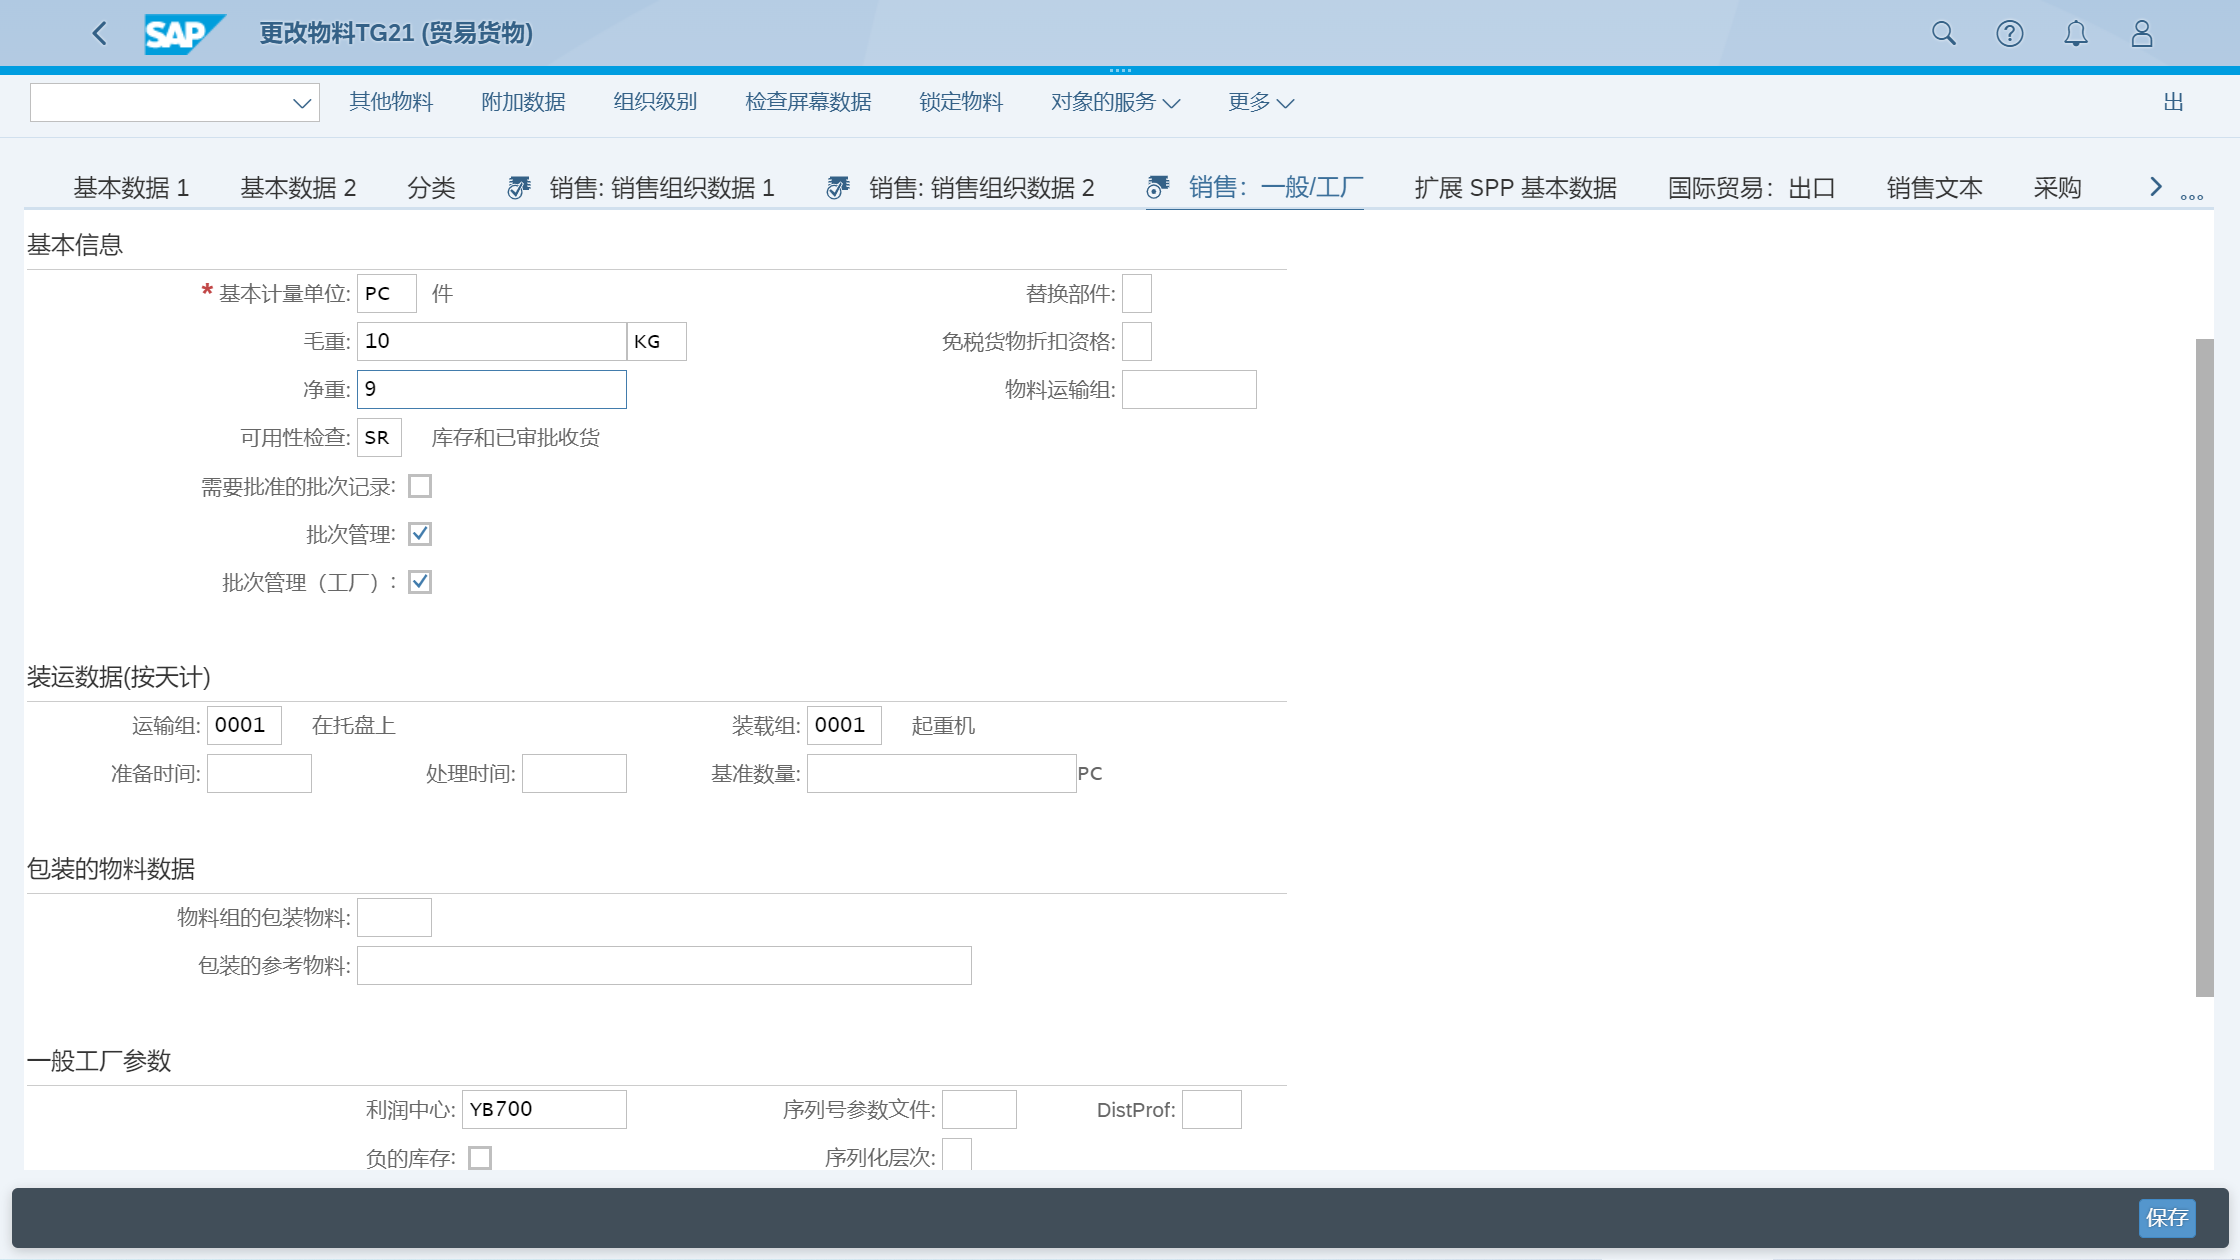 SAP 更改物料TG21 (贸易货物)
其他物料 附加数据 组织级别 检查屏幕数据 锁定物料 对象的服务 更多 出
基本数据 1 基本数据 2 分类 销售: 销售组织数据 1 销售: 销售组织数据 2 销售：一般/工厂 扩展 SPP 基本数据 国际贸易：出口 销售文本 采购
基本信息
* 基本计量单位: PC 件 替换部件:
毛重: 10 KG 免税货物折扣资格:
净重: 9 物料运输组:
可用性检查: SR 库存和已审批收货
需要批准的批次记录:
批次管理:
批次管理（工厂）:
装运数据(按天计)
运输组: 0001 在托盘上 装载组: 0001 起重机
准备时间: 处理时间: 基准数量: PC
包装的物料数据
物料组的包装物料:
包装的参考物料:
一般工厂参数
利润中心: YB700 序列号参数文件: DistProf:
负的库存: 序列化层次:
保存